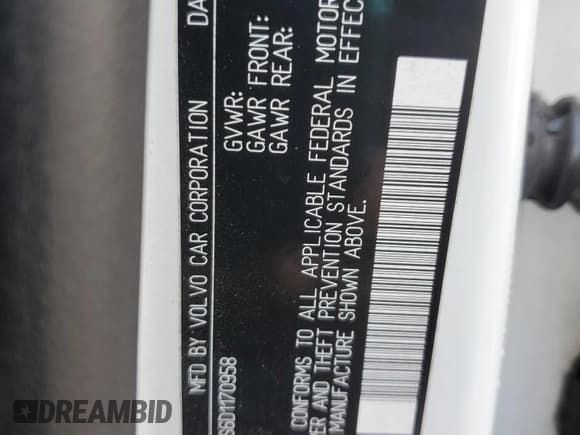 MFD BY VOLVO CAR CORPORATION DA
GVWR:
GAWR FRONT:
GAWR REAR:
S6D1170958
CONFORMS TO ALL APPLICABLE FEDERAL MOTOR
ER AND THEFT PREVENTION STANDARDS IN EFFEC
MANUFACTURE SHOWN ABOVE.
DREAMBID